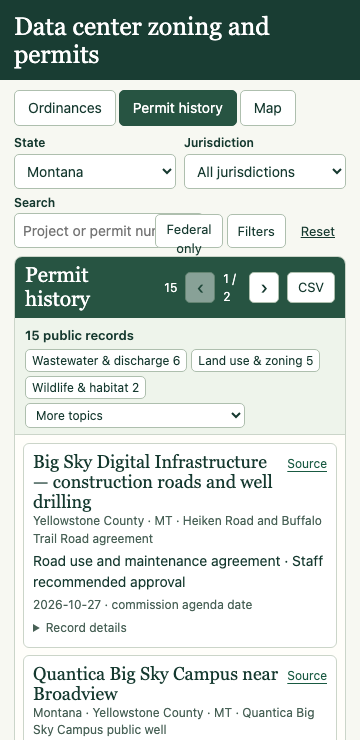 Data center zoning and
permits
Ordinances
Permit history
Map
State
Jurisdiction
Montana
All jurisdictions
Search
Project or permit num
Federal
only
Filters
Reset
Permit
history
15
‹
1 /
2
›
CSV
15 public records
Wastewater & discharge 6
Land use & zoning 5
Wildlife & habitat 2
More topics
Big Sky Digital Infrastructure
— construction roads and well
drilling
Source
Yellowstone County · MT · Heiken Road and Buffalo
Trail Road agreement
Road use and maintenance agreement · Staff
recommended approval
2026-10-27 · commission agenda date
Record details
Quantica Big Sky Campus near
Broadview
Source
Montana · Yellowstone County · MT · Quantica Big
Sky Campus public well